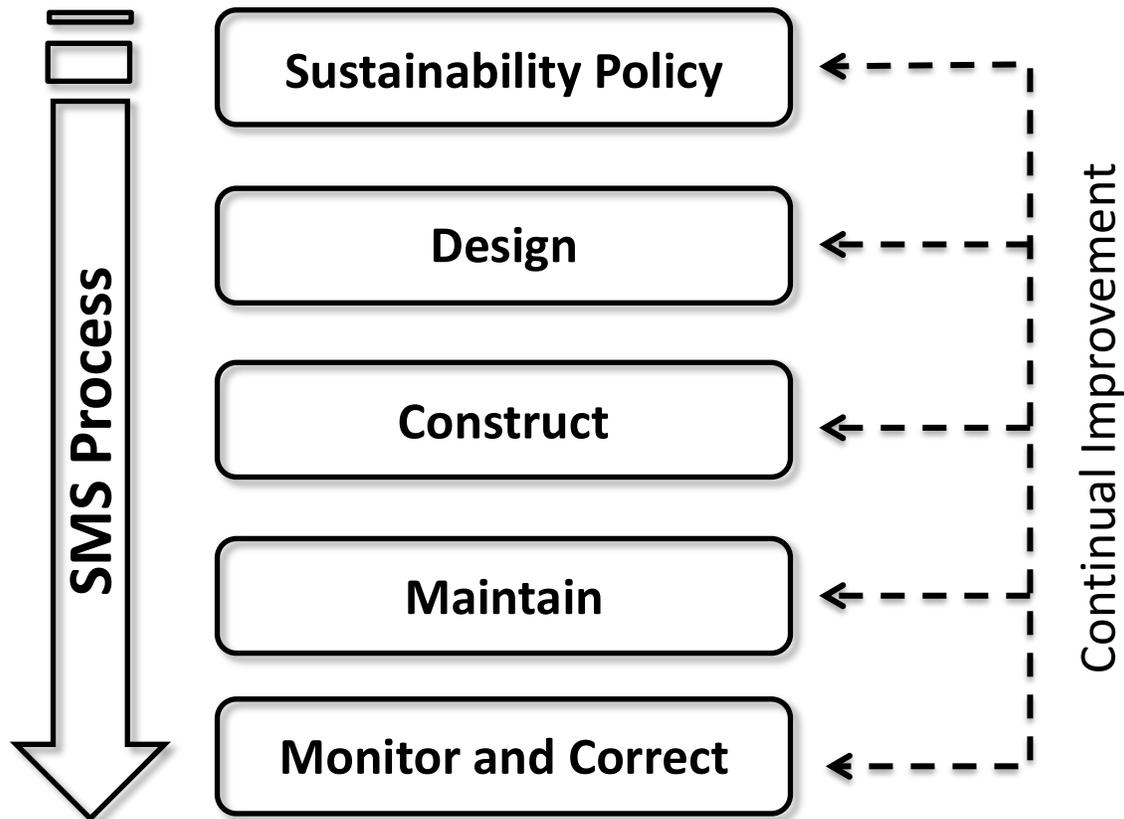 Sustainability Policy
Design
Construct
Maintain
Monitor and Correct
SMS Process
Continual Improvement